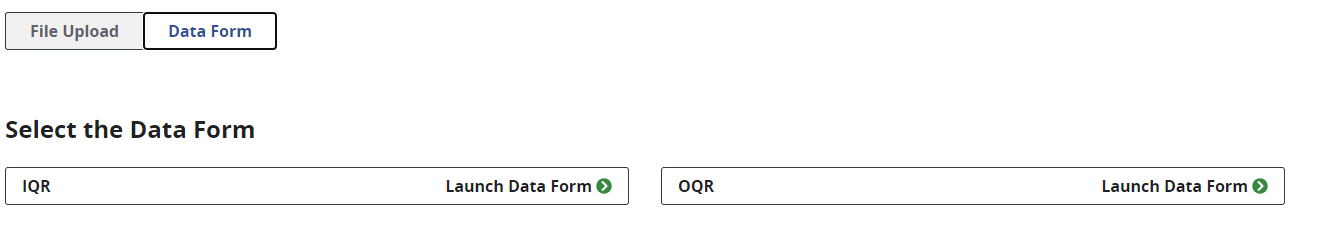 File Upload Data Form
Select the Data Form
IQR Launch Data Form OQR Launch Data Form